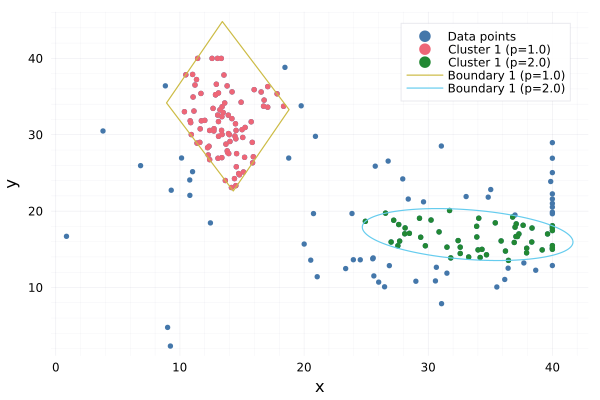 Data points
Cluster 1 (p=1.0)
Cluster 1 (p=2.0)
Boundary 1 (p=1.0)
Boundary 1 (p=2.0)
40
30
20
10
y
0 10 20 30 40
x